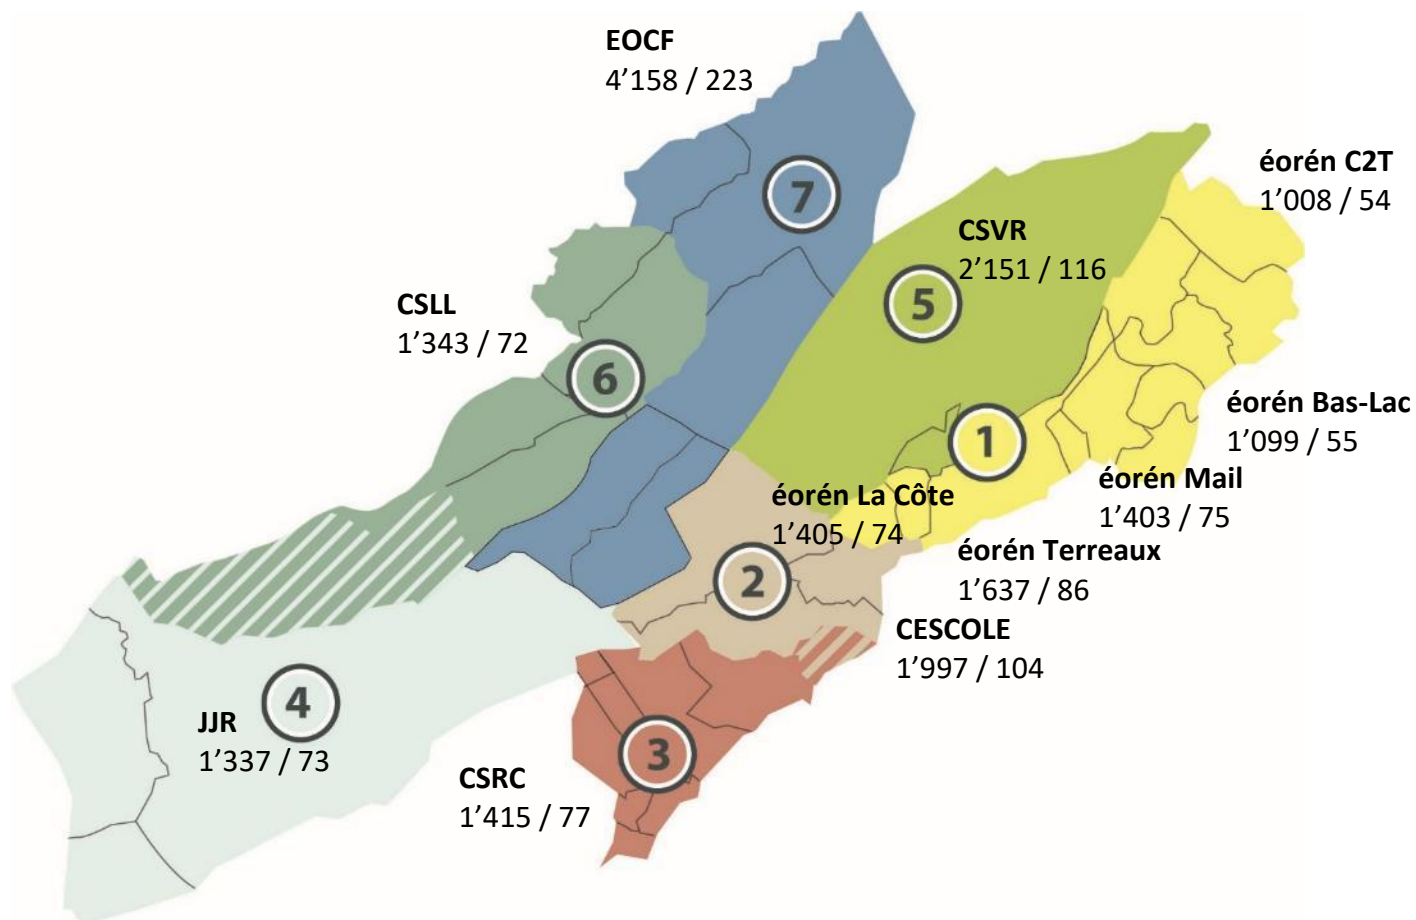 EOCF
4’158 / 223
7
éorén C2T
1’008 / 54
CSVR
2’151 / 116
5
CSLL
1’343 / 72
6
éorén Bas-Lac
1’099 / 55
1
éorén Mail
1’403 / 75
éorén La Côte
1’405 / 74
éorén Terreaux
1’637 / 86
2
CESCOLE
1’997 / 104
4
JJR
1’337 / 73
3
CSRC
1’415 / 77